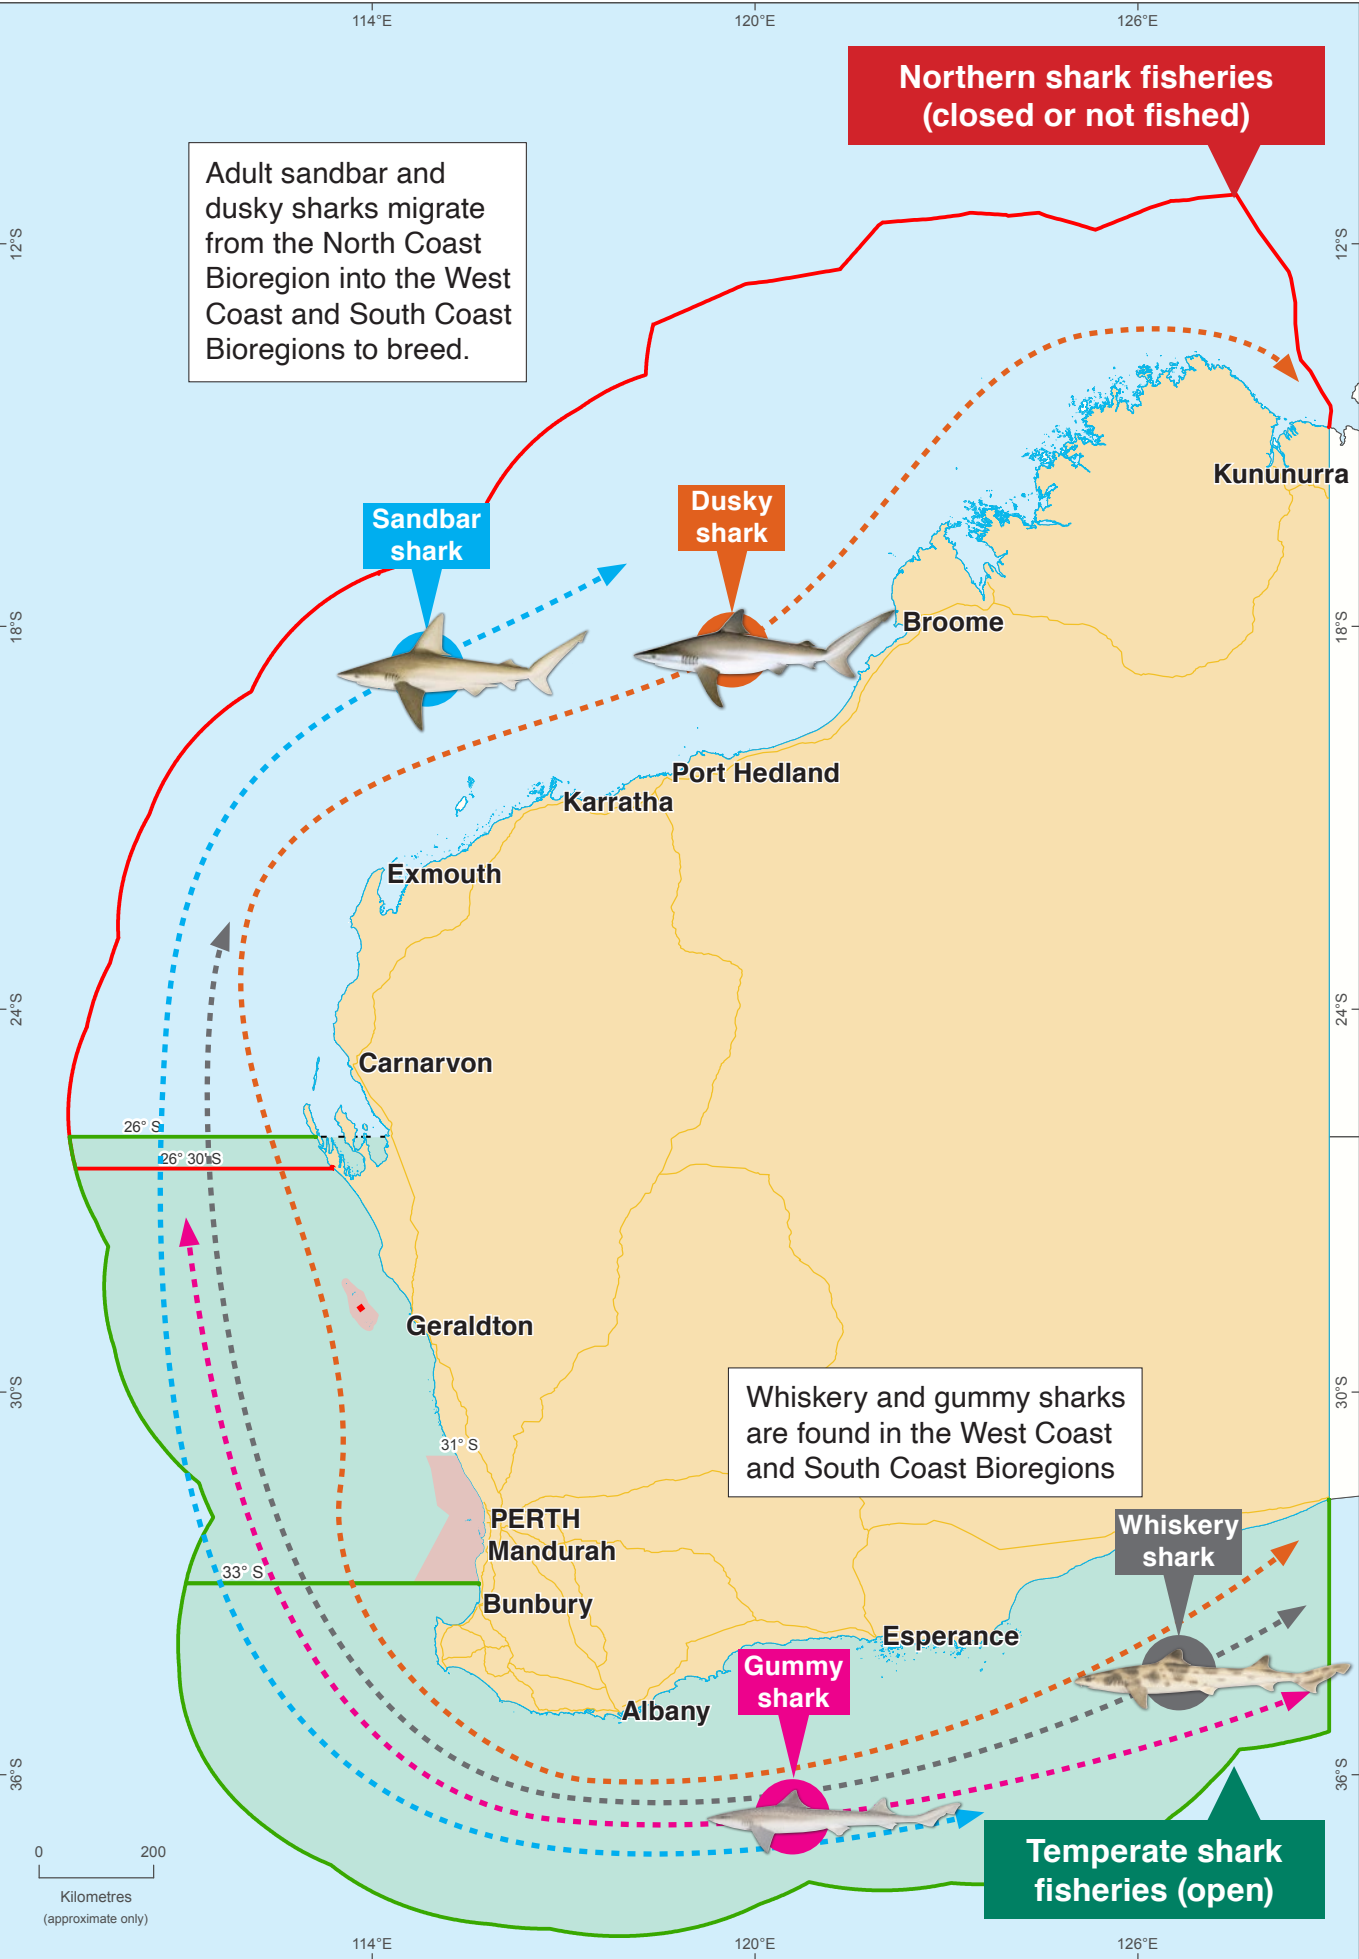 114°E
120°E
126°E
Northern shark fisheries
(closed or not fished)
Adult sandbar and
dusky sharks migrate
from the North Coast
Bioregion into the West
Coast and South Coast
Bioregions to breed.
12°S
12°S
Kununurra
Sandbar
shark
Dusky
shark
18°S
Broome
18°S
Port Hedland
Karratha
Exmouth
24°S
24°S
Carnarvon
26° S
26° 30' S
Geraldton
30°S
30°S
Whiskery and gummy sharks
are found in the West Coast
and South Coast Bioregions
31° S
PERTH
Mandurah
Whiskery
shark
33° S
Bunbury
Esperance
Gummy
shark
Albany
36°S
36°S
Temperate shark
fisheries (open)
0 200
Kilometres
(approximate only)
114°E
120°E
126°E